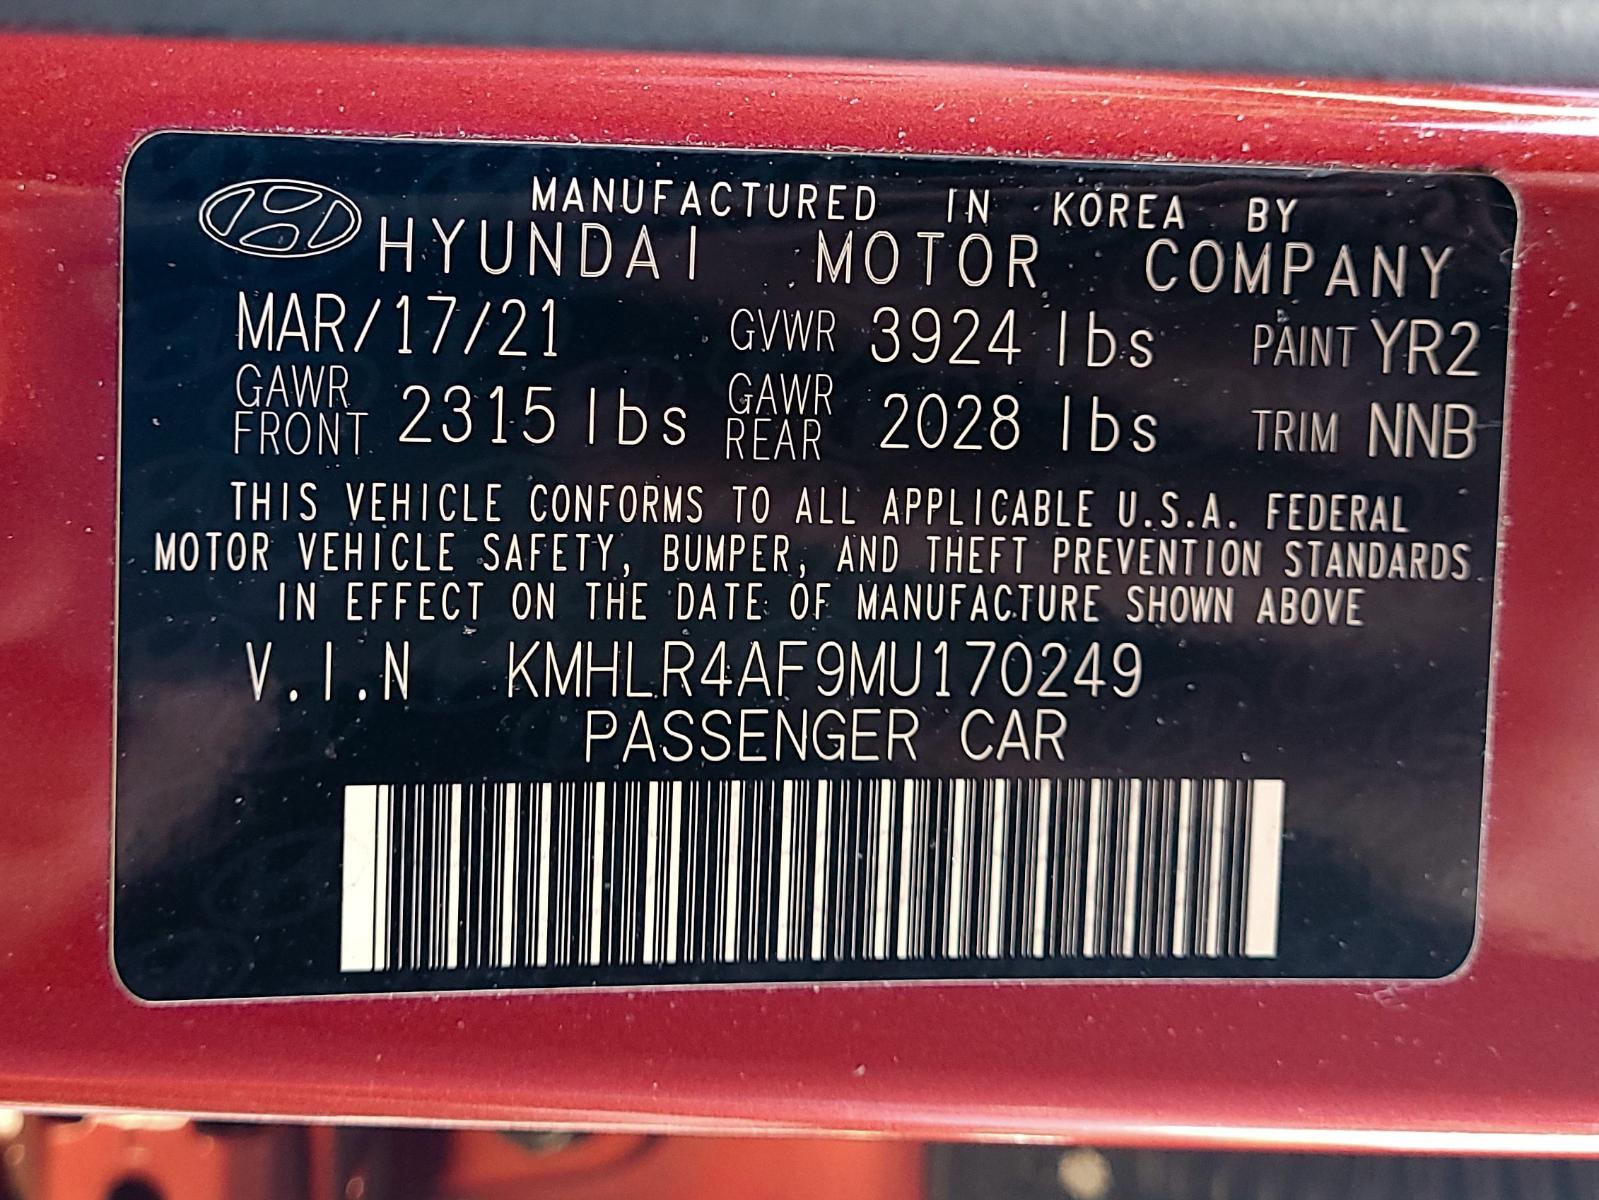 MANUFACTURED IN KOREA BY
HYUNDAI MOTOR COMPANY
MAR/17/21 GVWR 3924 lbs PAINT YR2
GAWR FRONT 2315 lbs GAWR REAR 2028 lbs TRIM NNB
THIS VEHICLE CONFORMS TO ALL APPLICABLE U.S.A. FEDERAL
MOTOR VEHICLE SAFETY, BUMPER, AND THEFT PREVENTION STANDARDS
IN EFFECT ON THE DATE OF MANUFACTURE SHOWN ABOVE
V.I.N KMHLR4AF9MU170249
PASSENGER CAR